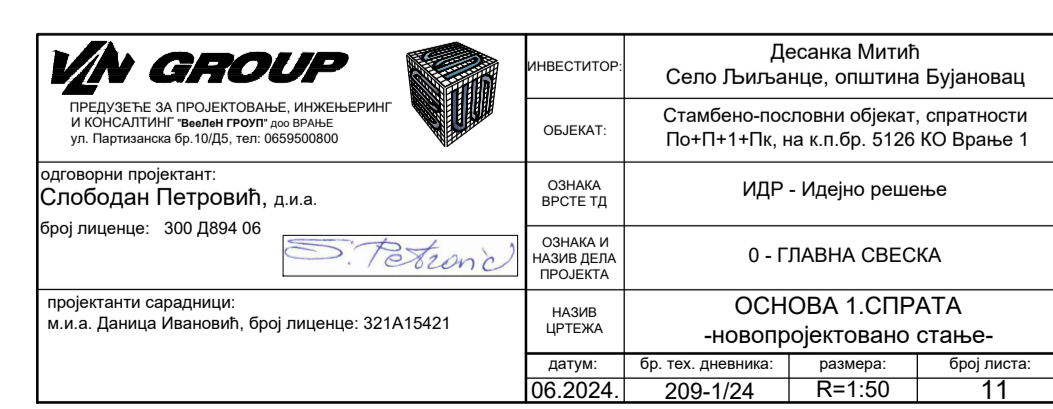 VLN GROUP
ПРЕДУЗЕЋЕ ЗА ПРОЈЕКТОВАЊЕ, ИНЖЕЊЕРИНГ
И КОНСАЛТИНГ "ВееЛеН ГРОУП" доо ВРАЊЕ
ул. Партизанска бр.10/Д5, тел: 0659500800
ИНВЕСТИТОР:
Десанка Митић
Село Љиљанце, општина Бујановац
ОБЈЕКАТ:
Стамбено-пословни објекат, спратности
По+П+1+Пк, на к.п.бр. 5126 КО Врање 1
одговорни пројектант:
Слободан Петровић, д.и.а.
број лиценце: 300 Д894 06
S. Petrović
ОЗНАКА
ВРСТЕ ТД
ИДР - Идејно решење
ОЗНАКА И
НАЗИВ ДЕЛА
ПРОЈЕКТА
0 - ГЛАВНА СВЕСКА
пројектанти сарадници:
м.и.а. Даница Ивановић, број лиценце: 321А15421
НАЗИВ
ЦРТЕЖА
ОСНОВА 1.СПРАТА
-новопројектовано стање-
датум:
бр. тех. дневника:
размера:
број листа:
06.2024.
209-1/24
R=1:50
11